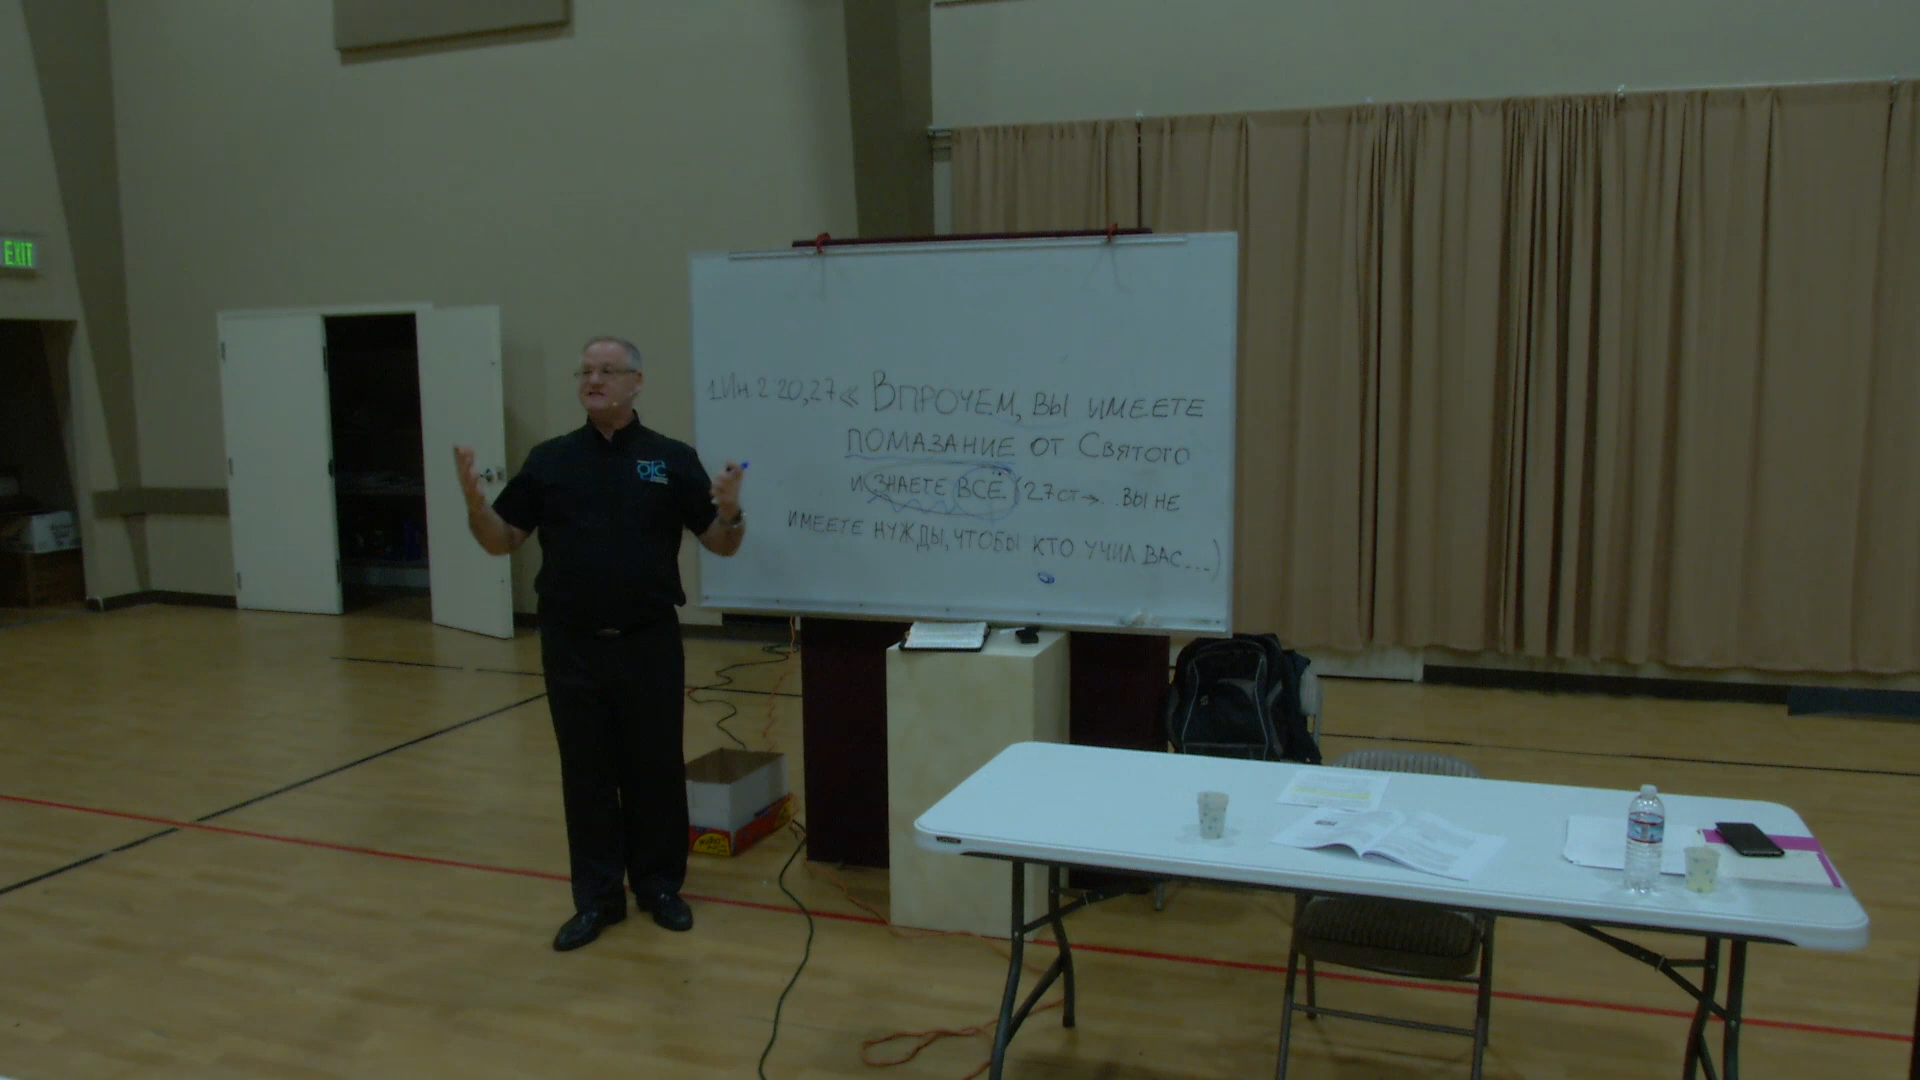 EXIT
1Ин 2:20,27 « Впрочем, вы имеете
помазание от Святого
и знаете всё (27ст → ... вы не
имеете нужды, чтобы кто учил вас...)